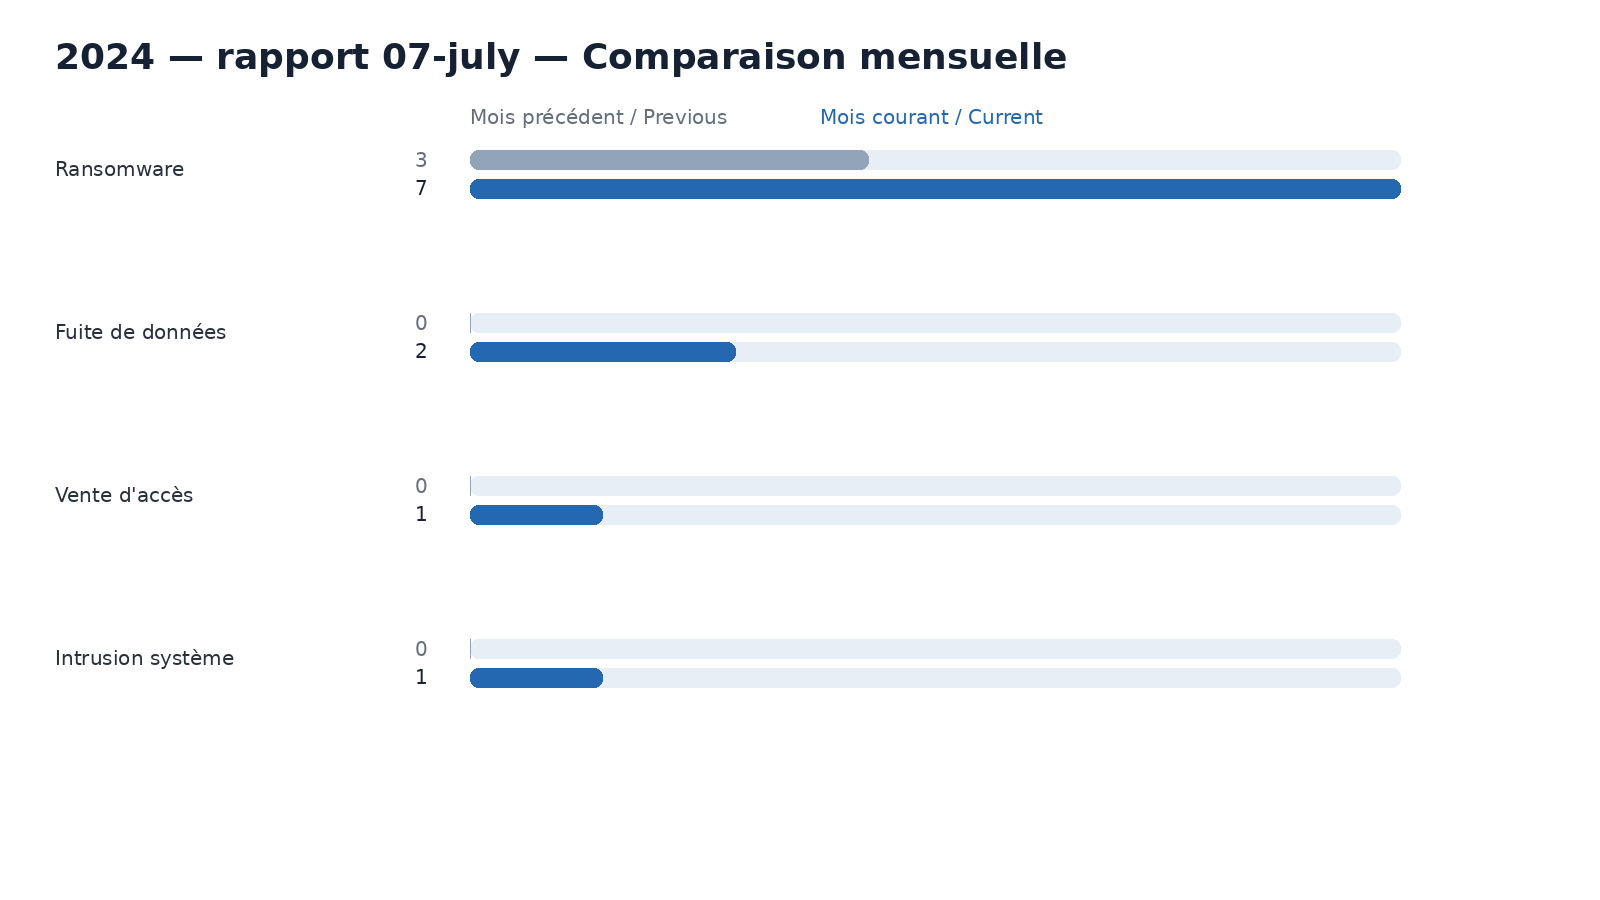 2024 — rapport 07-july — Comparaison mensuelle
Mois précédent / Previous Mois courant / Current
Ransomware
3
7
Fuite de données
0
2
Vente d'accès
0
1
Intrusion système
0
1